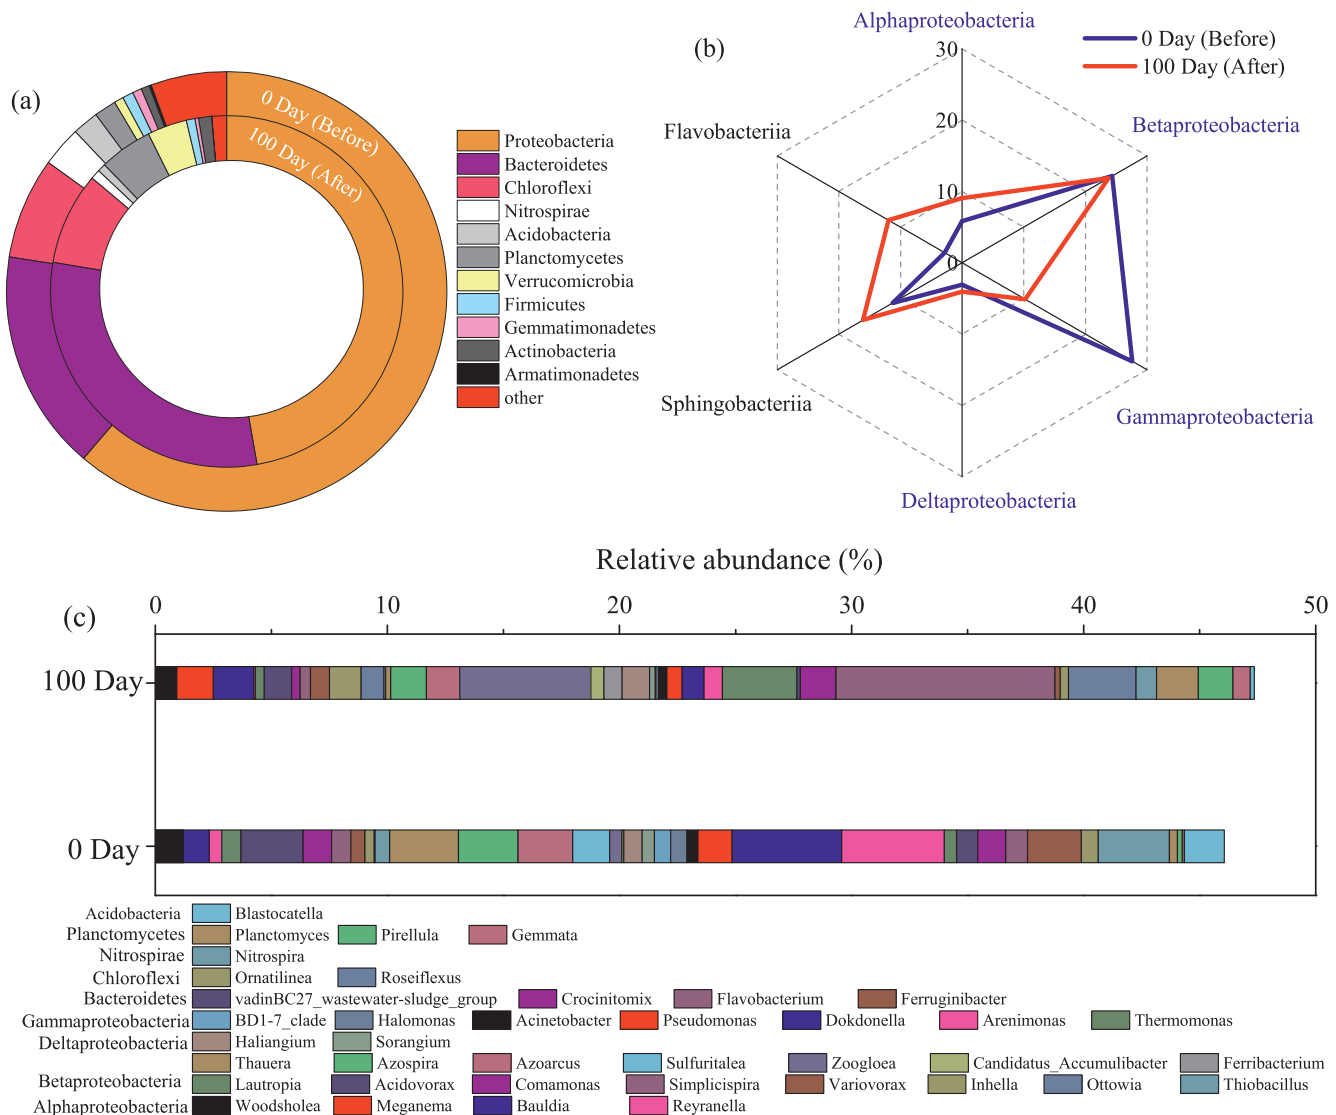 (a)
0 Day (Before)
100 Day (After)
Proteobacteria
Bacteroidetes
Chloroflexi
Nitrospirae
Acidobacteria
Planctomycetes
Verrucomicrobia
Firmicutes
Gemmatimonadetes
Actinobacteria
Armatimonadetes
other
(b)
Alphaproteobacteria
0 Day (Before)
100 Day (After)
30
20
10
0
Flavobacteriia
Betaproteobacteria
Sphingobacteriia
Gammaproteobacteria
Deltaproteobacteria
Relative abundance (%)
(c)
0 10 20 30 40 50
100 Day
0 Day
Acidobacteria Blastocatella
Planctomycetes Planctomyces Pirellula Gemmata
Nitrospirae Nitrospira
Chloroflexi Ornatilinea Roseiflexus
Bacteroidetes vadinBC27_wastewater-sludge_group Crocinitomix Flavobacterium Ferruginibacter
Gammaproteobacteria BD1-7_clade Halomonas Acinetobacter Pseudomonas Dokdonella Arenimonas Thermomonas
Deltaproteobacteria Haliangium Sorangium
Thauera Azospira Azoarcus Sulfuritalea Zoogloea Candidatus_Accumulibacter Ferribacterium
Betaproteobacteria Lautropia Acidovorax Comamonas Simplicispira Variovorax Inhella Ottowia Thiobacillus
Alphaproteobacteria Woodsholea Meganema Bauldia Reyranella